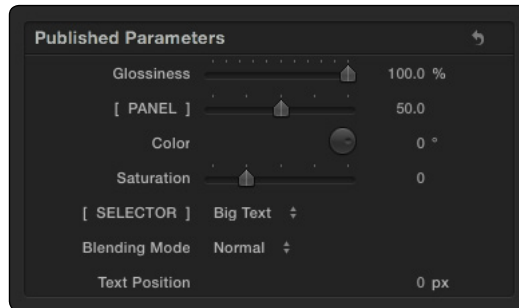 Published Parameters
Glossiness 100.0 %
[ PANEL ] 50.0
Color 0 °
Saturation 0
[ SELECTOR ] Big Text
Blending Mode Normal
Text Position 0 px